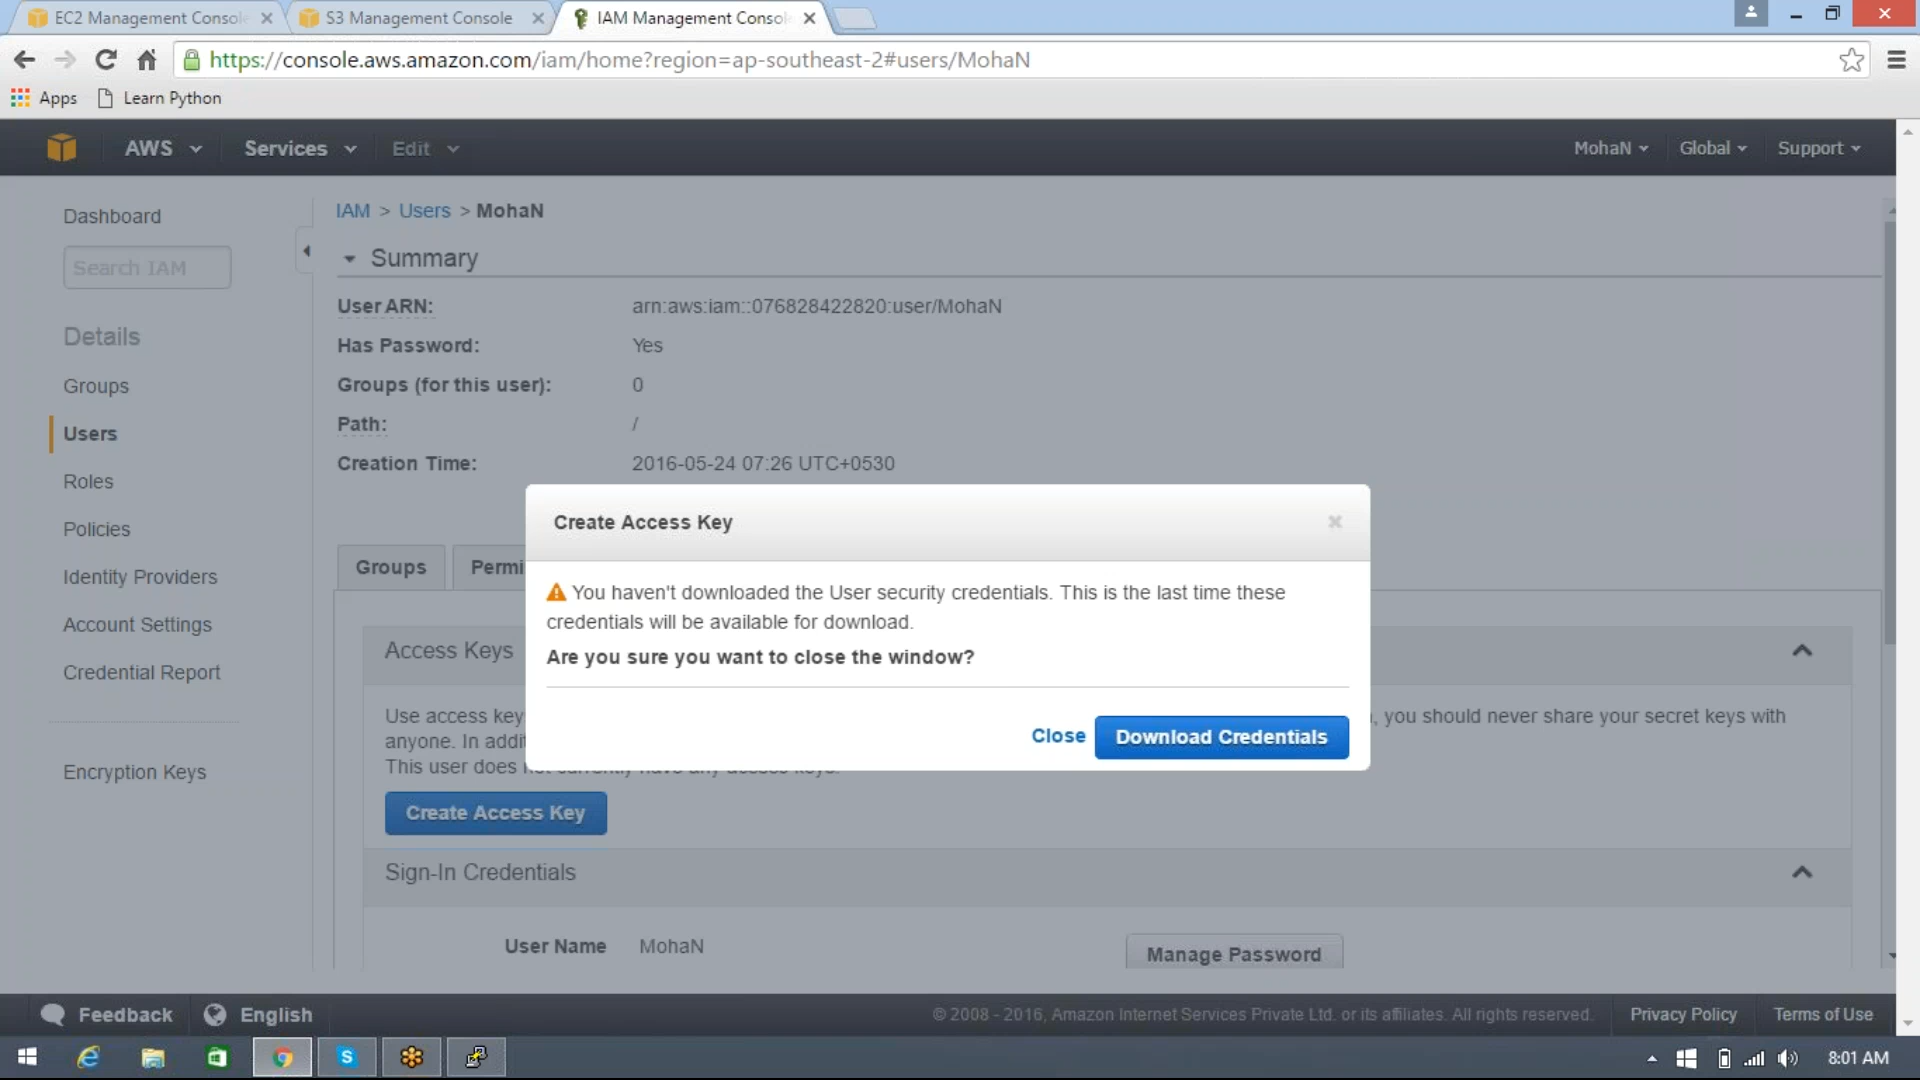 EC2 Management Consol
S3 Management Console
IAM Management Consol
https://console.aws.amazon.com/iam/home?region=ap-southeast-2#users/MohaN
Apps
Learn Python
AWS
Services
Edit
MohaN
Global
Support
Dashboard
Search IAM
Details
Groups
Users
Roles
Policies
Identity Providers
Account Settings
Credential Report
Encryption Keys
IAM > Users > MohaN
Summary
User ARN: arn:aws:iam::076828422820:user/MohaN
Has Password: Yes
Groups (for this user): 0
Path: /
Creation Time: 2016-05-24 07:26 UTC+0530
Groups
Permi
Create Access Key
You haven't downloaded the User security credentials. This is the last time these
credentials will be available for download.
Are you sure you want to close the window?
Close
Download Credentials
Access Keys
Use access key , you should never share your secret keys with
anyone. In addi
This user does not currently have any access keys.
Create Access Key
Sign-In Credentials
User Name MohaN
Manage Password
Feedback
English
© 2008 - 2016, Amazon Internet Services Private Ltd. or its affiliates. All rights reserved.
Privacy Policy
Terms of Use
8:01 AM